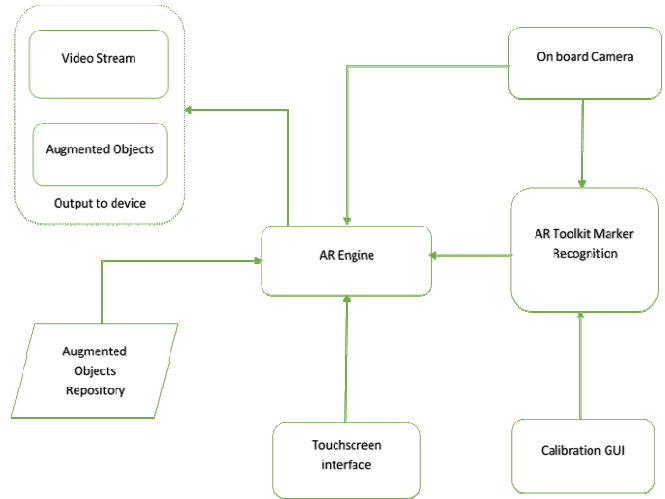 Video Stream
Augmented Objects
Output to device
On board Camera
AR Engine
AR Toolkit Marker
Recognition
Augmented
Objects
Repository
Touchscreen
interface
Calibration GUI